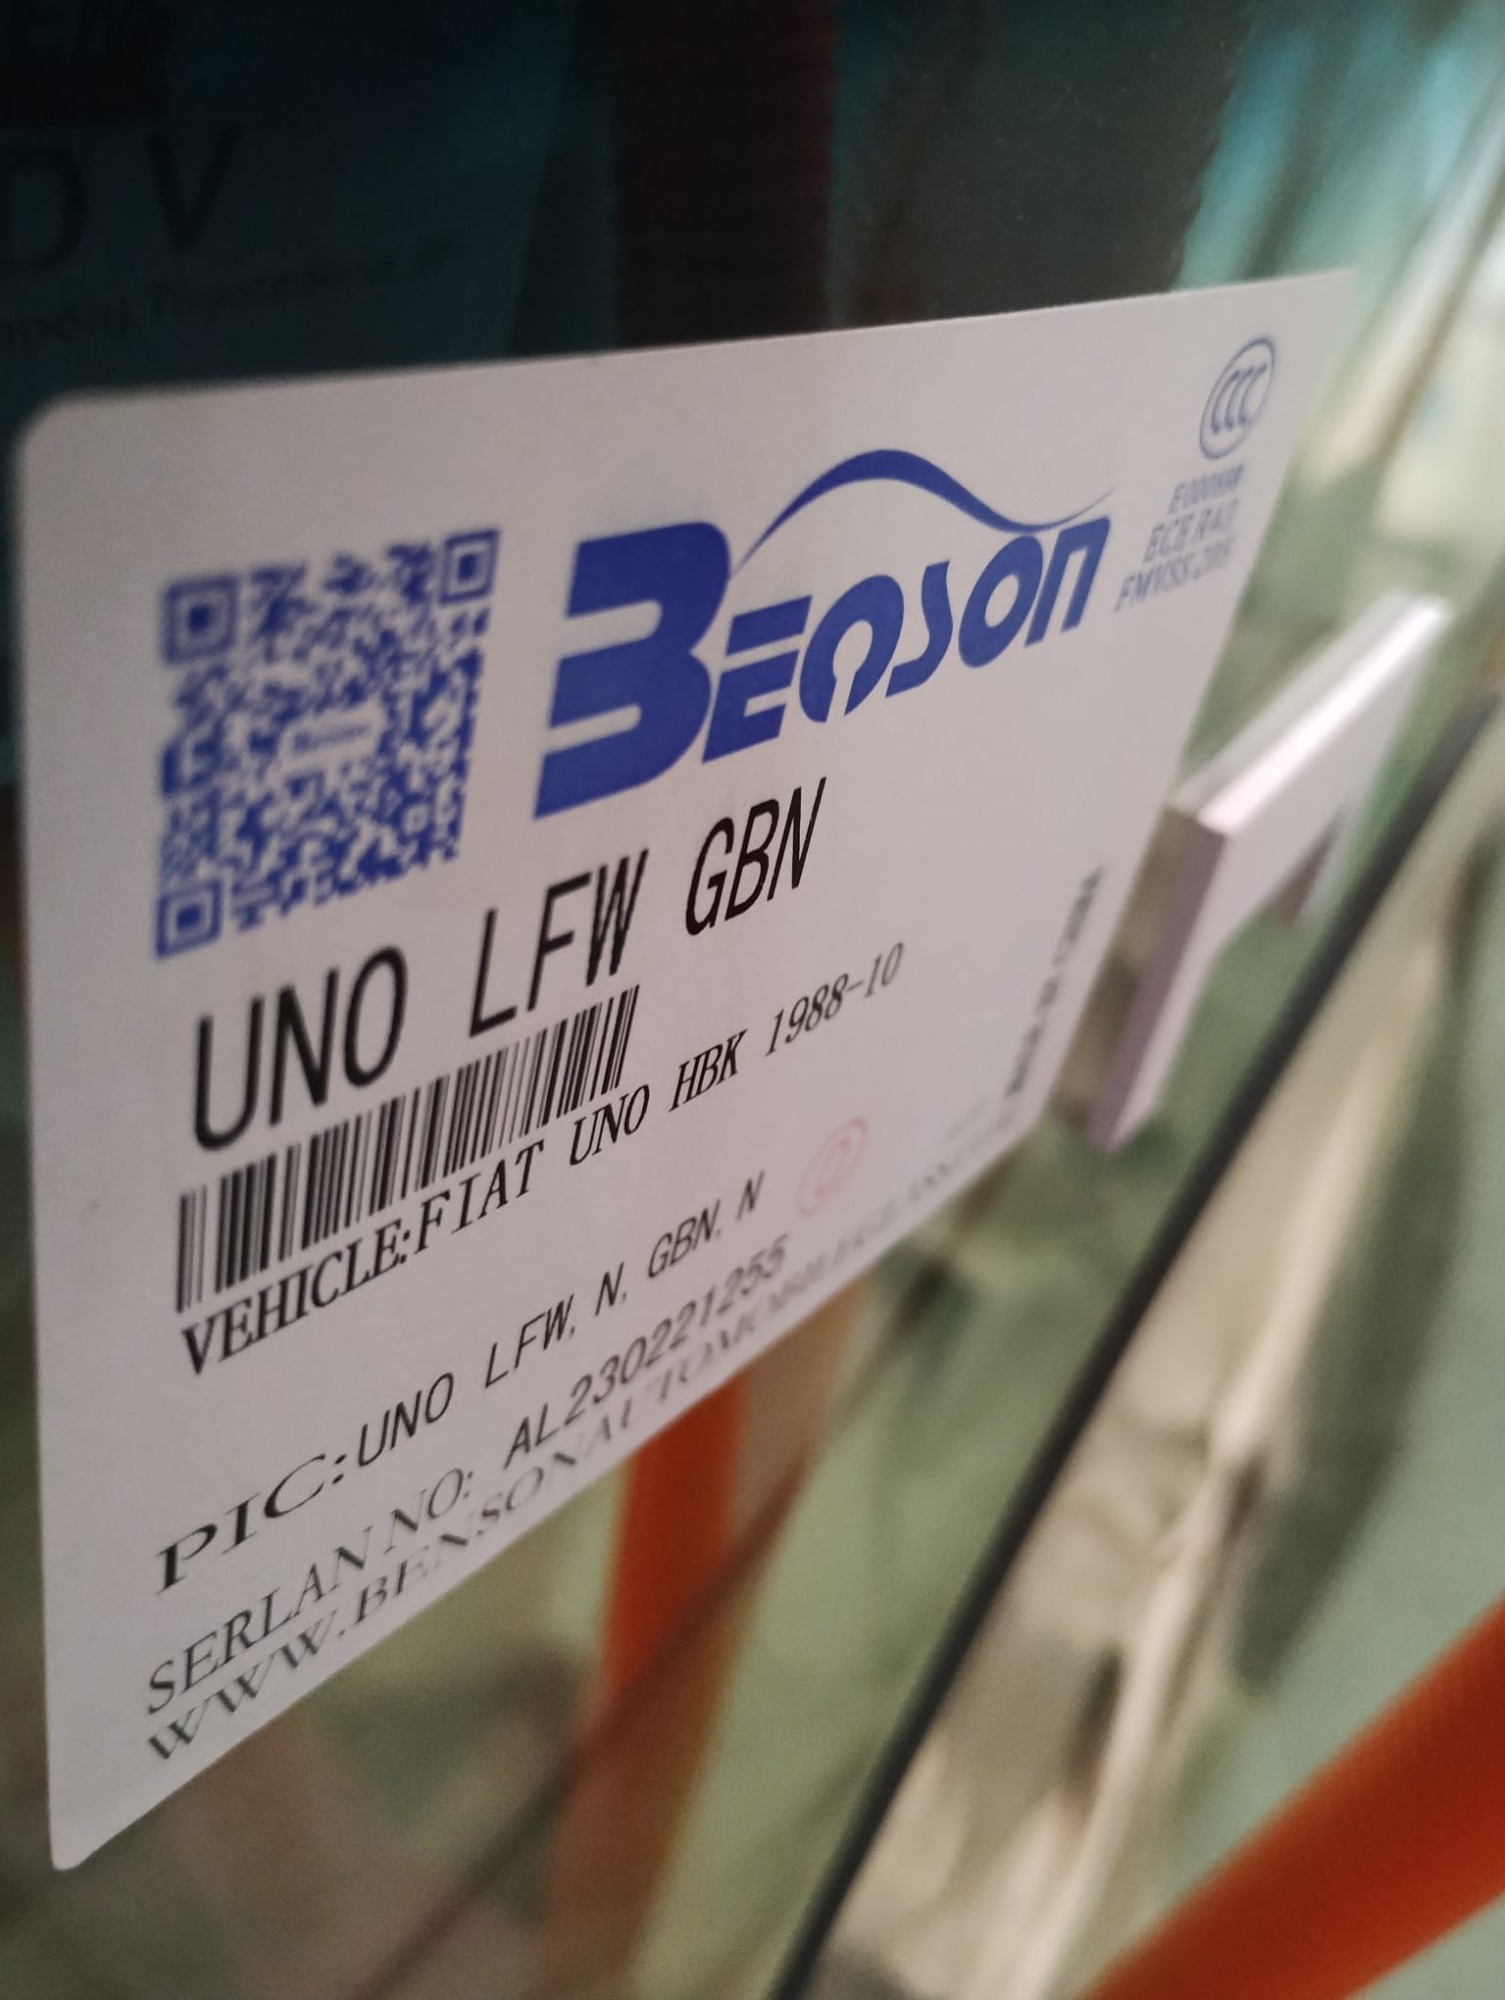 D V
CCC
BENSON
UNO LFW GBN
VEHICLE:FIAT UNO HBK 1988-10
PIC:UNO LFW, N, GBN, N
SERLAN NO: AL230221255
WWW.BENSONAUTOMO